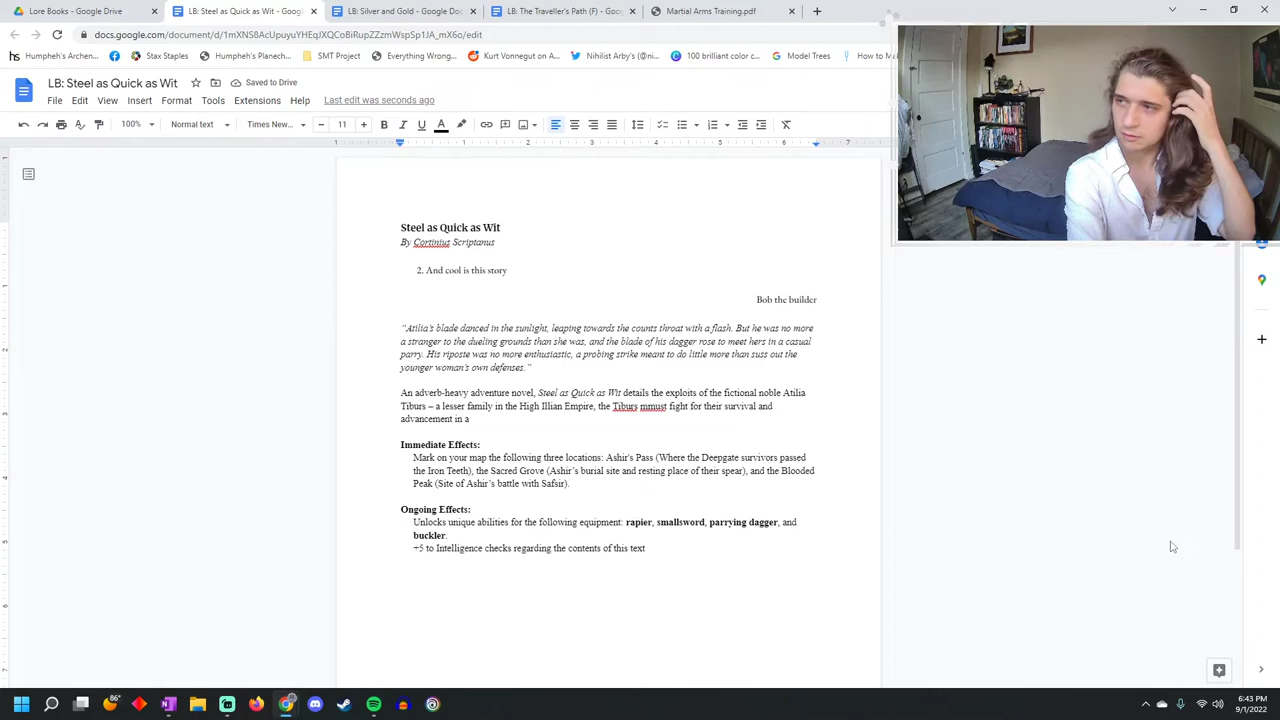 Lore Books - Google Drive
LB: Steel as Quick as Wit - Google
LB: Silver and Gold - Google Doc
LB: The Traveller's Path (F) - Goog
Martial Arms Training.pdf
docs.google.com/document/d/1mXNS8AcUpuyutYHEqIXQCoBiRupZZzmWspSp1JA_mX6o/edit
Humpheh's Archen...
Stax Staples
Humpheh's Planech...
SMT Project
Everything Wrong...
Kurt Vonnegut on A...
Nihilist Arby's (@ni...
100 brilliant color c...
Model Trees
How to Ma
LB: Steel as Quick as Wit
Saved to Drive
File Edit View Insert Format Tools Extensions Help Last edit was seconds ago
100% Normal text Times New... 11
Steel as Quick as Wit
By Cortinius Scriptanus
2. And cool is this story
Bob the builder
“Atilia’s blade danced in the sunlight, leaping towards the counts throat with a flash. But he was no more
a stranger to the dueling grounds than she was, and the blade of his dagger rose to meet hers in a casual
parry. His riposte was no more enthusiastic, a probing strike meant to do little more than suss out the
younger woman’s own defenses.”
An adverb-heavy adventure novel, Steel as Quick as Wit details the exploits of the fictional noble Atilia
Tiburs – a lesser family in the High Illian Empire, the Tiburs mmust fight for their survival and
advancement in a
Immediate Effects:
Mark on your map the following three locations: Ashir's Pass (Where the Deepgate survivors passed
the Iron Teeth), the Sacred Grove (Ashir’s burial site and resting place of their spear), and the Blooded
Peak (Site of Ashir’s battle with Safsir).
Ongoing Effects:
Unlocks unique abilities for the following equipment: rapier, smallsword, parrying dagger, and
buckler.
+5 to Intelligence checks regarding the contents of this text
86°
6:43 PM
9/1/2022